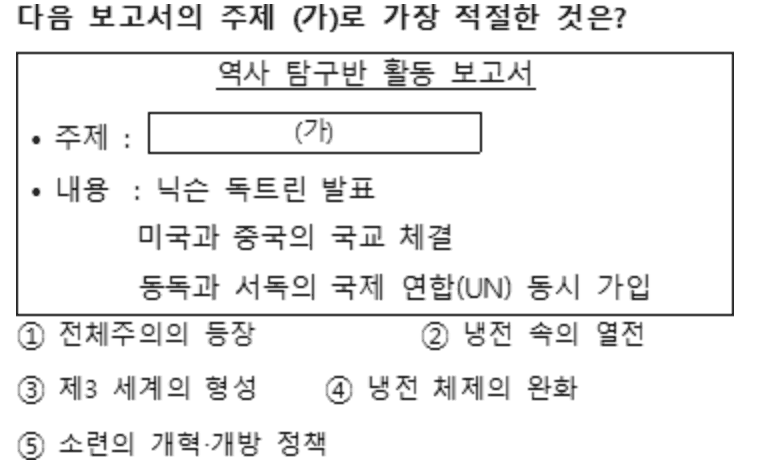 다음 보고서의 주제 (가)로 가장 적절한 것은?
역사 탐구반 활동 보고서
• 주제 : (가)
• 내용 : 닉슨 독트린 발표
미국과 중국의 국교 체결
동독과 서독의 국제 연합(UN) 동시 가입
① 전체주의의 등장 ② 냉전 속의 열전
③ 제3 세계의 형성 ④ 냉전 체제의 완화
⑤ 소련의 개혁·개방 정책